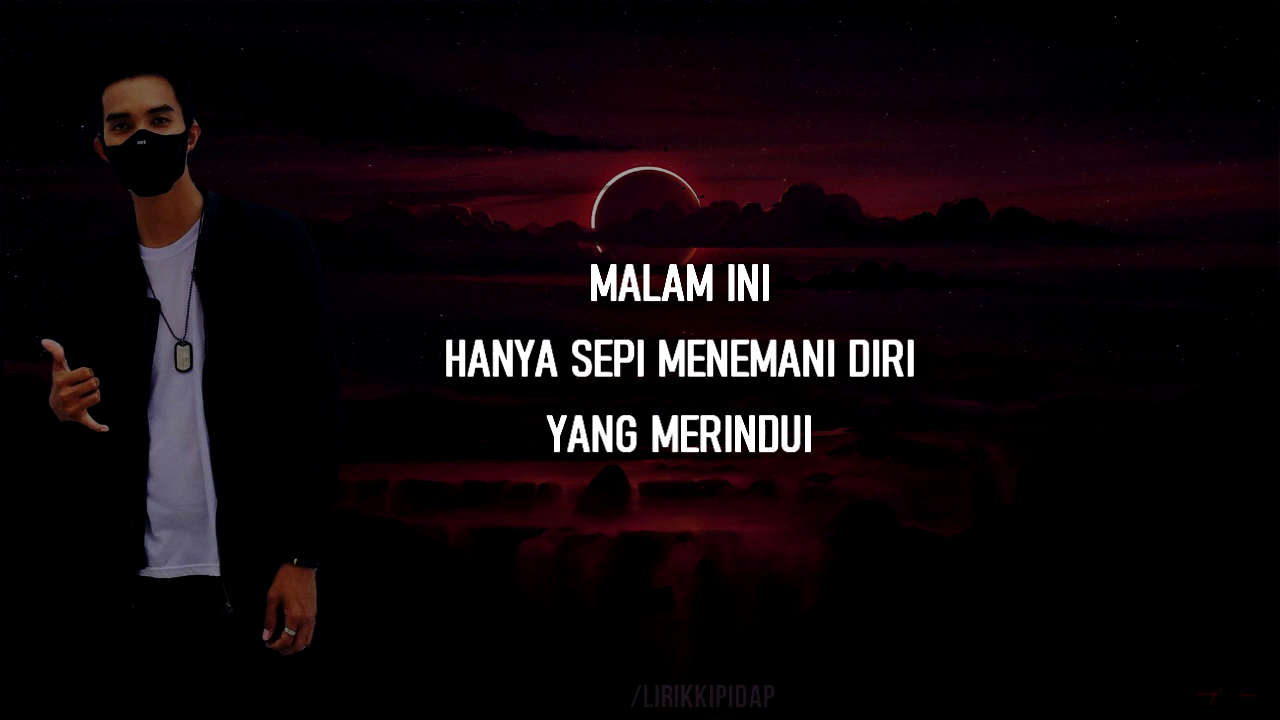 MALAM INI
HANYA SEPI MENEMANI DIRI
YANG MERINDUI
/LIRIKKIPIDAP